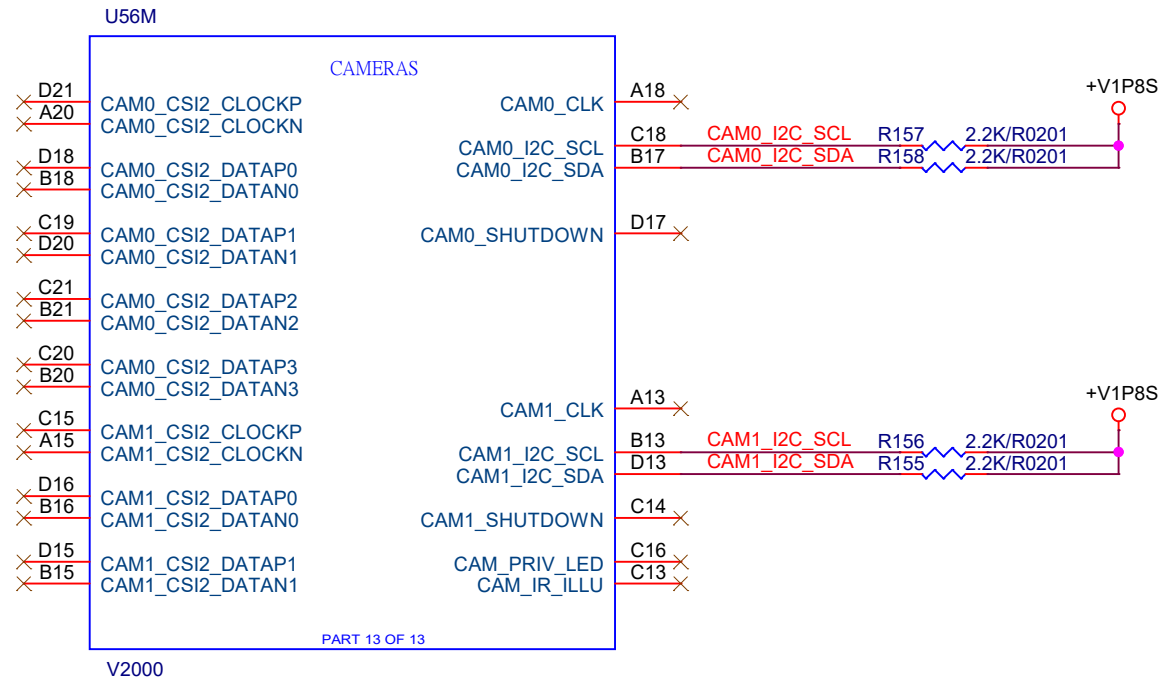 U56M
CAMERAS
D21 CAM0_CSI2_CLOCKP
A20 CAM0_CSI2_CLOCKN
D18 CAM0_CSI2_DATAP0
B18 CAM0_CSI2_DATAN0
C19 CAM0_CSI2_DATAP1
D20 CAM0_CSI2_DATAN1
C21 CAM0_CSI2_DATAP2
B21 CAM0_CSI2_DATAN2
C20 CAM0_CSI2_DATAP3
B20 CAM0_CSI2_DATAN3
C15 CAM1_CSI2_CLOCKP
A15 CAM1_CSI2_CLOCKN
D16 CAM1_CSI2_DATAP0
B16 CAM1_CSI2_DATAN0
D15 CAM1_CSI2_DATAP1
B15 CAM1_CSI2_DATAN1
CAM0_CLK A18
+V1P8S
CAM0_I2C_SCL C18 CAM0_I2C_SCL R157 2.2K/R0201
CAM0_I2C_SDA B17 CAM0_I2C_SDA R158 2.2K/R0201
CAM0_SHUTDOWN D17
CAM1_CLK A13
+V1P8S
CAM1_I2C_SCL B13 CAM1_I2C_SCL R156 2.2K/R0201
CAM1_I2C_SDA D13 CAM1_I2C_SDA R155 2.2K/R0201
CAM1_SHUTDOWN C14
CAM_PRIV_LED C16
CAM_IR_ILLU C13
PART 13 OF 13
V2000